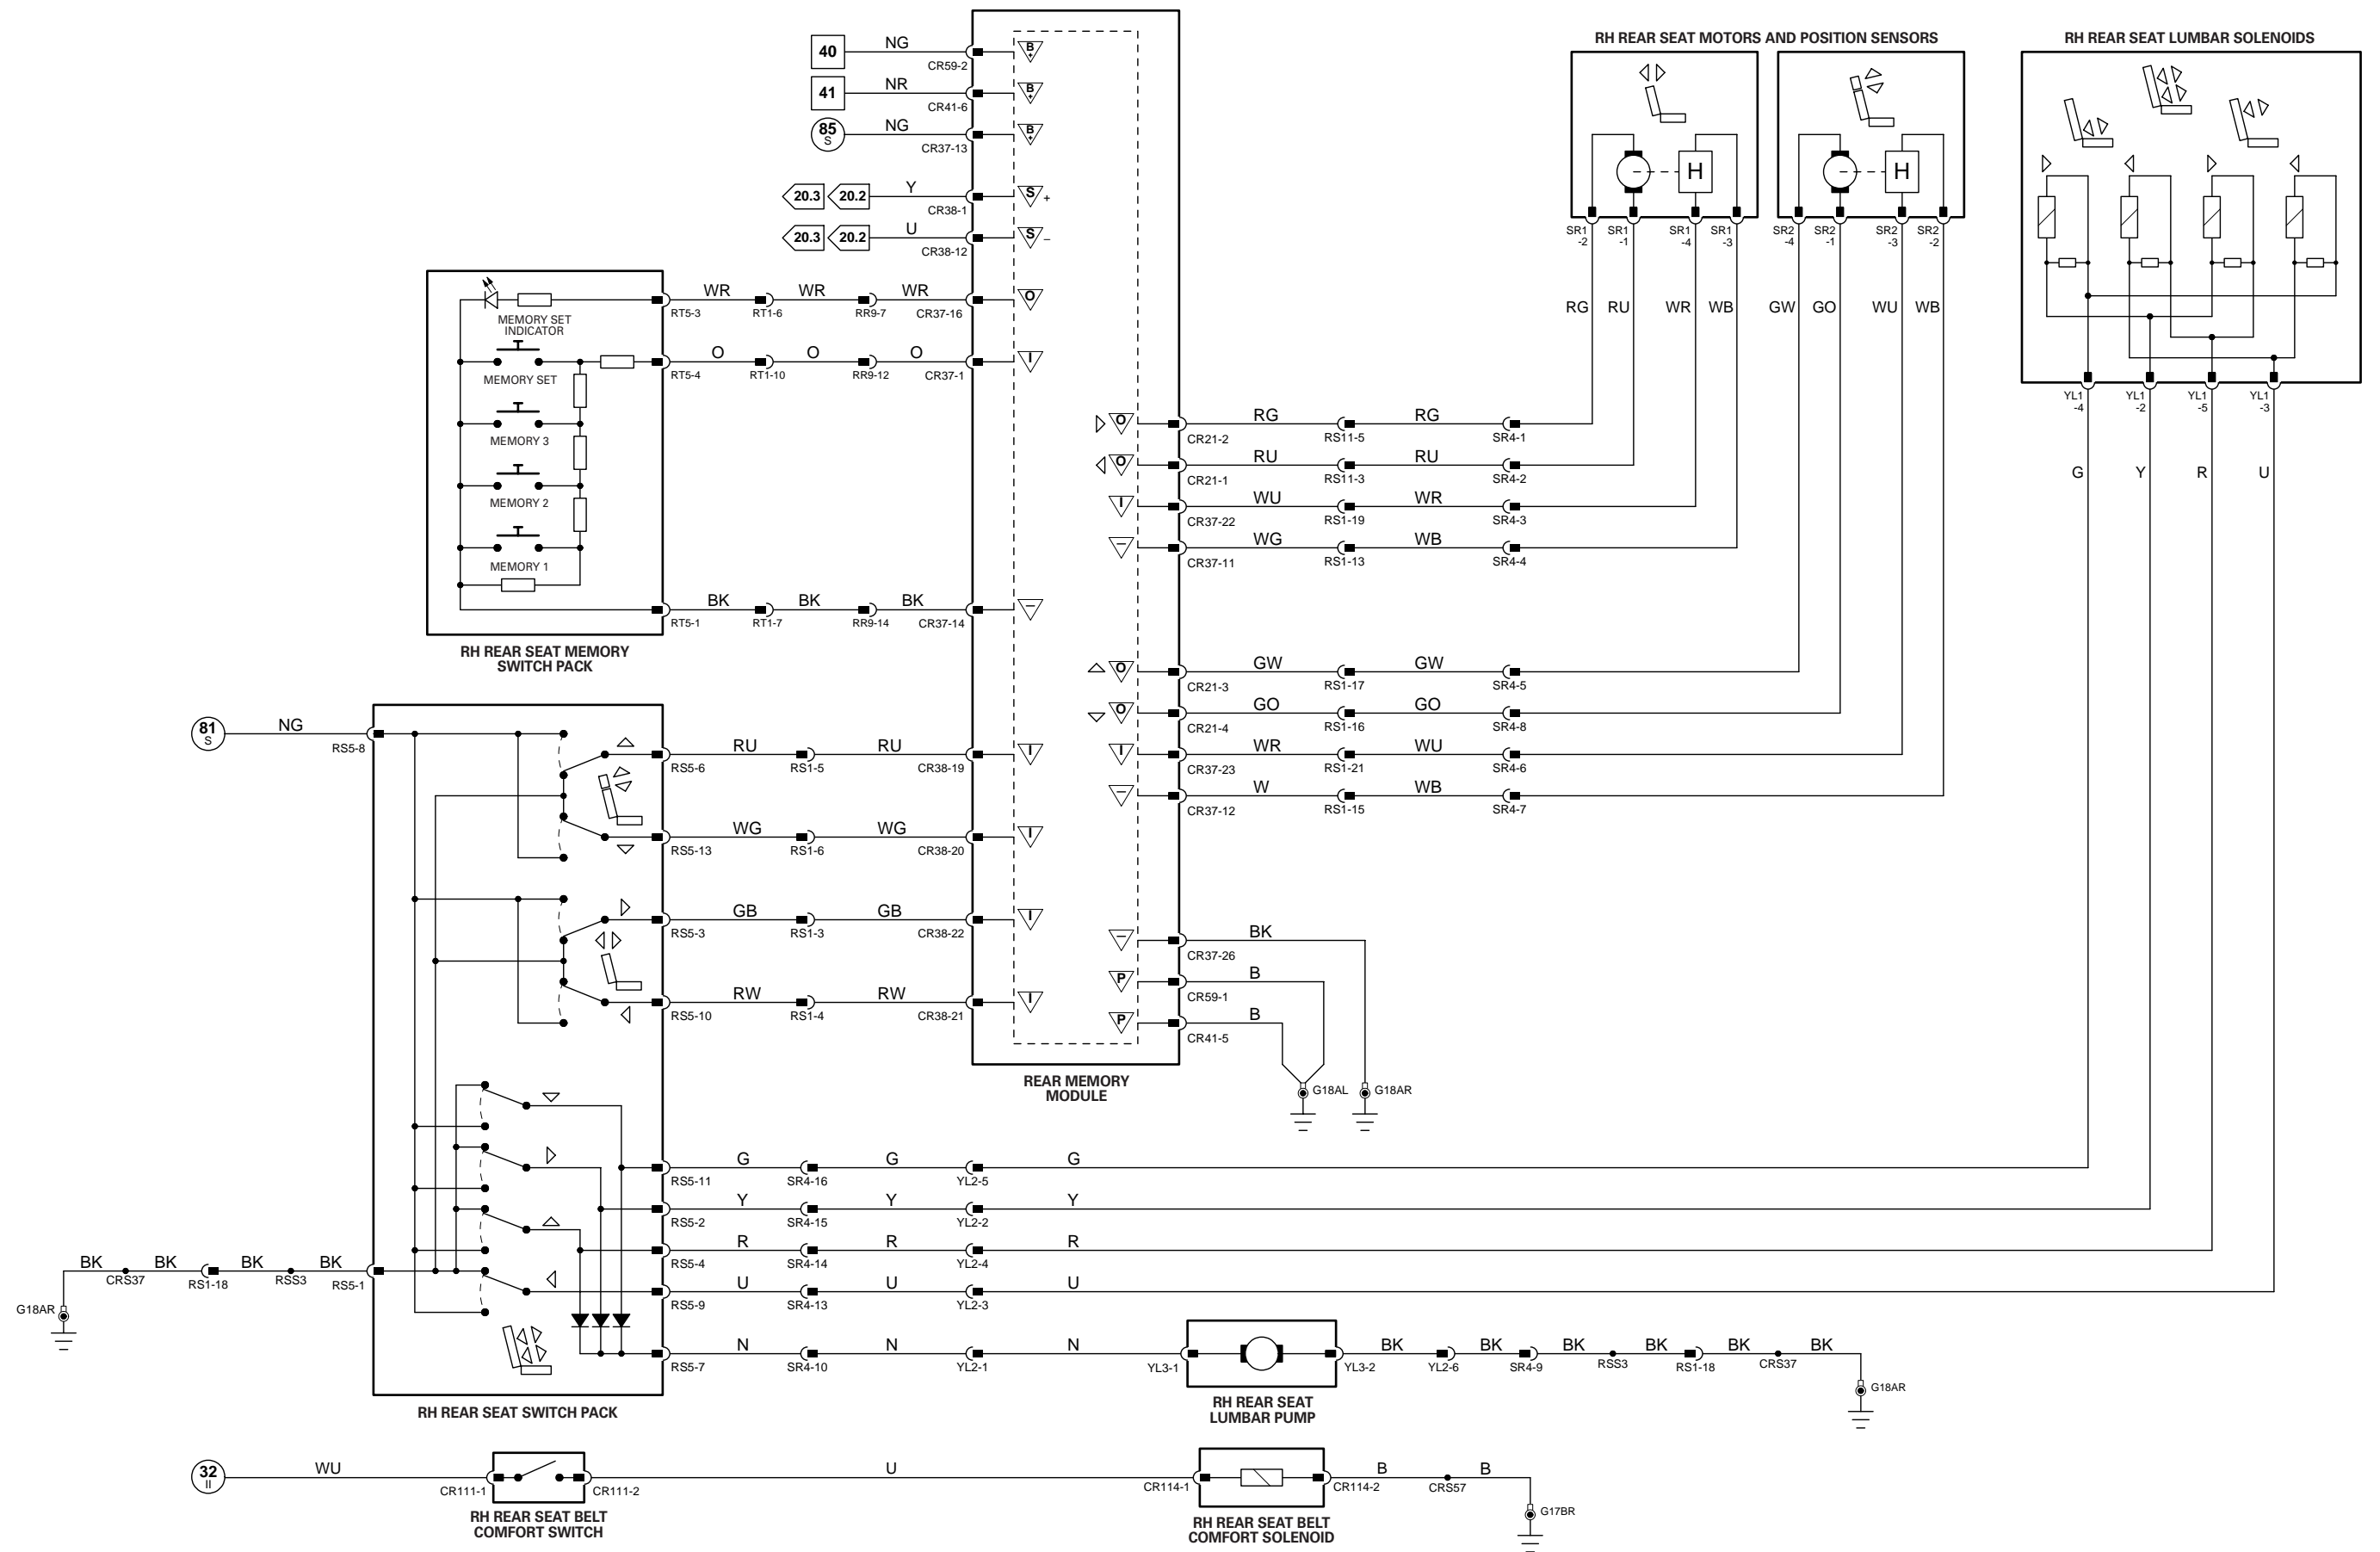 RH REAR SEAT MOTORS AND POSITION SENSORS
RH REAR SEAT LUMBAR SOLENOIDS
40 NG CR59-2 B+
41 NR CR41-6 B+
85 S NG CR37-13 B+
20.3 20.2 Y CR38-1 S +
20.3 20.2 U CR38-12 S –
H H
SR1 -2 SR1 -1 SR1 -4 SR1 -3 SR2 -4 SR2 -1 SR2 -3 SR2 -2
RG RU WR WB GW GO WU WB
YL1 -4 YL1 -2 YL1 -5 YL1 -3
G Y R U
WR WR WR O
RT5-3 RT1-6 RR9-7 CR37-16
MEMORY SET
INDICATOR
O O O I
RT5-4 RT1-10 RR9-12 CR37-1
MEMORY SET
MEMORY 3
MEMORY 2
MEMORY 1
BK BK BK –
RT5-1 RT1-7 RR9-14 CR37-14
RH REAR SEAT MEMORY
SWITCH PACK
O RG RG
CR21-2 RS11-5 SR4-1
O RU RU
CR21-1 RS11-3 SR4-2
I WU WR
CR37-22 RS1-19 SR4-3
– WG WB
CR37-11 RS1-13 SR4-4
O GW GW
CR21-3 RS1-17 SR4-5
O GO GO
CR21-4 RS1-16 SR4-8
I WR WU
CR37-23 RS1-21 SR4-6
– W WB
CR37-12 RS1-15 SR4-7
81 S NG RS5-8
RU RU I
RS5-6 RS1-5 CR38-19
WG WG I
RS5-13 RS1-6 CR38-20
GB GB I
RS5-3 RS1-3 CR38-22
RW RW I
RS5-10 RS1-4 CR38-21
– BK
CR37-26
P B
CR59-1
P B
CR41-5
G18AL G18AR
REAR MEMORY
MODULE
G G G
RS5-11 SR4-16 YL2-5
Y Y Y
RS5-2 SR4-15 YL2-2
R R R
RS5-4 SR4-14 YL2-4
BK BK BK BK
CRS37 RS1-18 RSS3 RS5-1
G18AR
U U U
RS5-9 SR4-13 YL2-3
N N N
RS5-7 SR4-10 YL2-1 YL3-1
BK BK BK BK BK BK
YL3-2 YL2-6 SR4-9 RSS3 RS1-18 CRS37
G18AR
RH REAR SEAT
LUMBAR PUMP
RH REAR SEAT SWITCH PACK
32 II WU U B B
CR111-1 CR111-2 CR114-1 CR114-2 CRS57
G17BR
RH REAR SEAT BELT
COMFORT SWITCH
RH REAR SEAT BELT
COMFORT SOLENOID